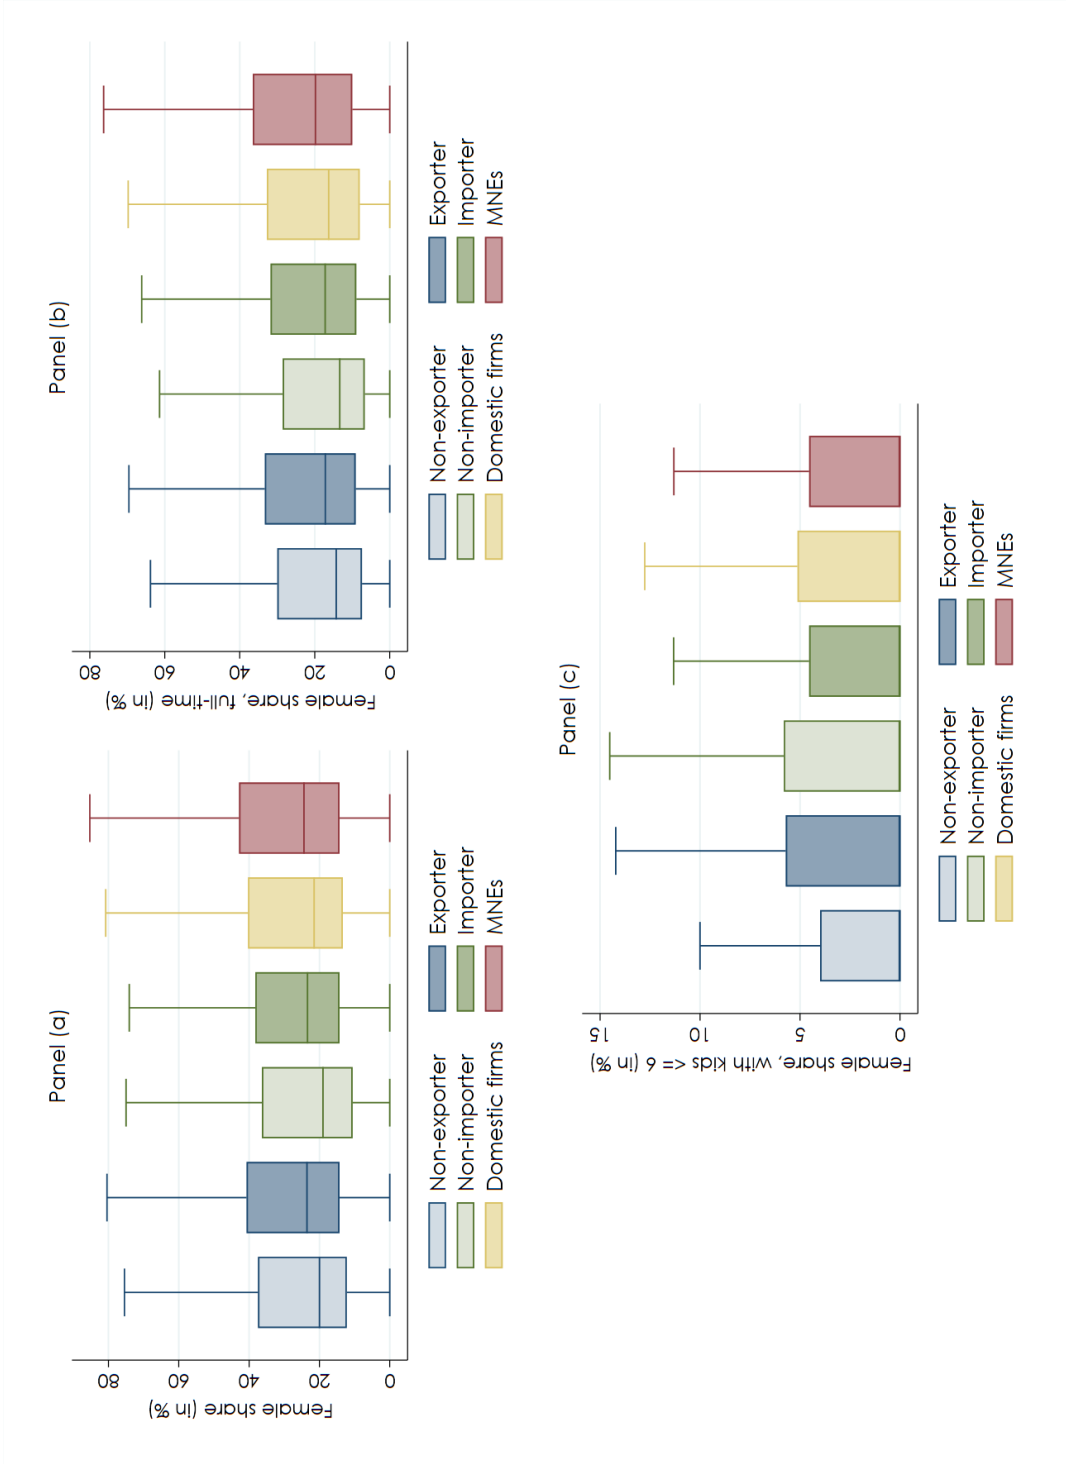 Panel (a)
Female share (in %)
0
20
40
60
80
Non-exporter Exporter
Non-importer Importer
Domestic firms MNEs
Panel (b)
Female share, full-time (in %)
0
20
40
60
80
Non-exporter Exporter
Non-importer Importer
Domestic firms MNEs
Panel (c)
Female share, with kids <= 6 (in %)
0
5
10
15
Non-exporter Exporter
Non-importer Importer
Domestic firms MNEs